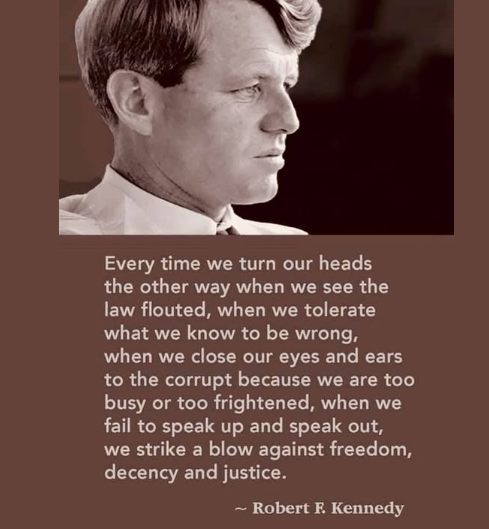 Every time we turn our heads
the other way when we see the
law flouted, when we tolerate
what we know to be wrong,
when we close our eyes and ears
to the corrupt because we are too
busy or too frightened, when we
fail to speak up and speak out,
we strike a blow against freedom,
decency and justice.
~ Robert F. Kennedy